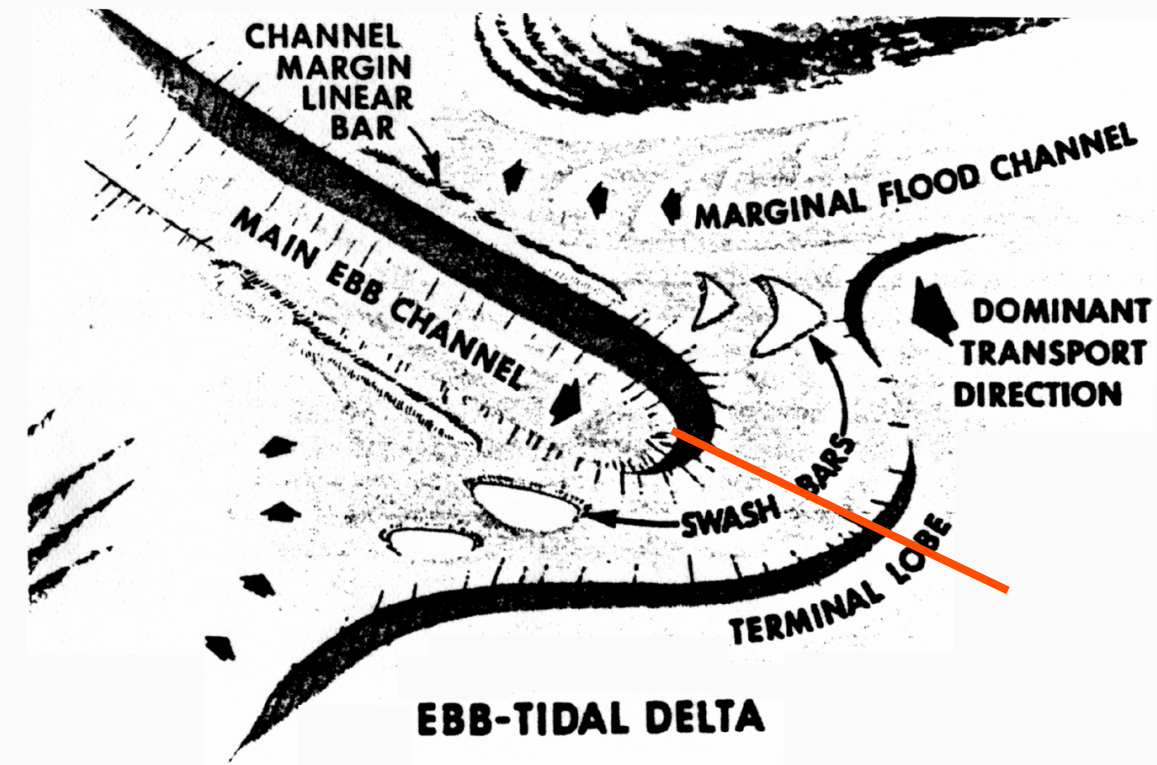 CHANNEL
MARGIN
LINEAR
BAR
MARGINAL FLOOD CHANNEL
MAIN EBB CHANNEL
DOMINANT
TRANSPORT
DIRECTION
SWASH BARS
TERMINAL LOBE
EBB-TIDAL DELTA